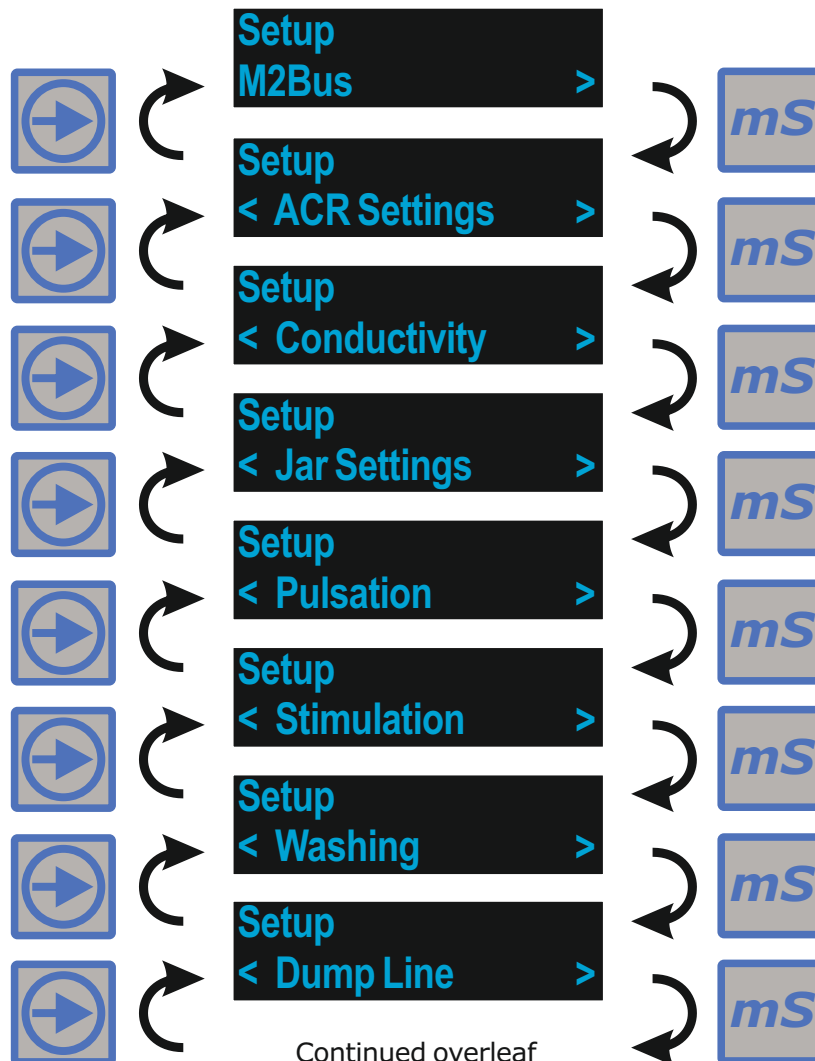 Setup
M2Bus >
mS
Setup
< ACR Settings >
mS
Setup
< Conductivity >
mS
Setup
< Jar Settings >
mS
Setup
< Pulsation >
mS
Setup
< Stimulation >
mS
Setup
< Washing >
mS
Setup
< Dump Line >
mS
Continued overleaf